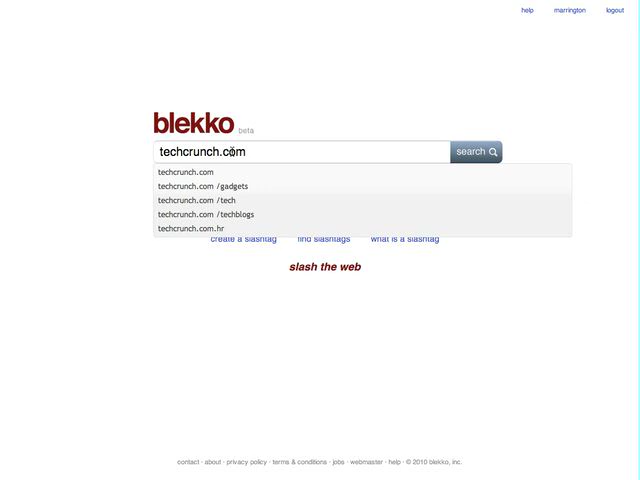 help marrington logout
blekko beta
techcrunch.com search
techcrunch.com
techcrunch.com /gadgets
techcrunch.com /tech
techcrunch.com /techblogs
techcrunch.com.hr
create a slashtag find slashtags what is a slashtag
slash the web
contact · about · privacy policy · terms & conditions · jobs · webmaster · help · © 2010 blekko, inc.